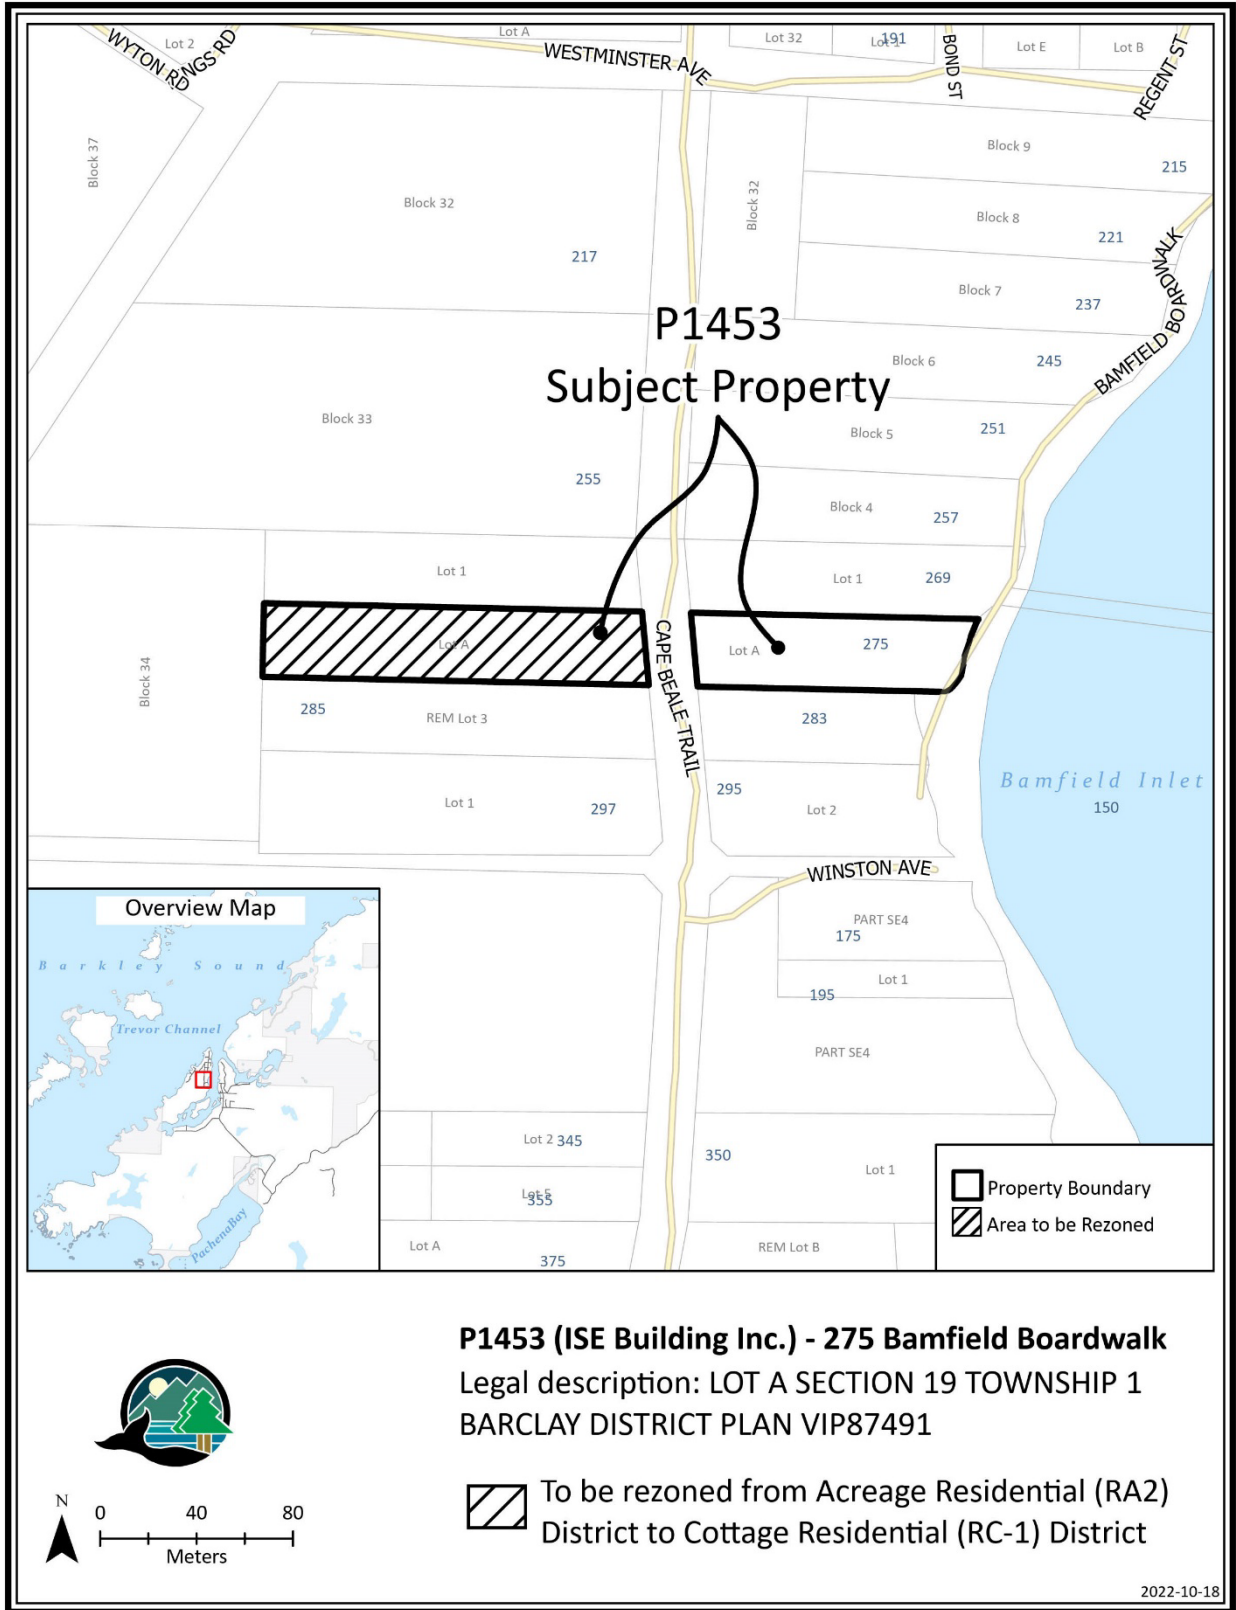 Lot A
Lot 2
WYTON RD
NGS RD
WESTMINSTER AVE
Lot 32
191
BOND ST
Lot E
Lot B
REGENT ST
Block 37
Block 9
215
Block 32
Block 32
Block 8
221
217
BAMFIELD BOARDWALK
Block 7
237
P1453
Subject Property
Block 6
245
Block 33
Block 5
251
255
Block 4
257
Lot 1
Lot 1
269
Lot A
CAPE BEALE TRAIL
Lot A
275
Block 34
285
REM Lot 3
283
Lot 1
297
295
Lot 2
Bamfield Inlet
150
WINSTON AVE
PART SE4
175
Lot 1
195
PART SE4
Overview Map
Barkley Sound
Trevor Channel
PachenaBay
Lot 2 345
350
Lot 1
355
Lot A
375
REM Lot B
Property Boundary
Area to be Rezoned
P1453 (ISE Building Inc.) - 275 Bamfield Boardwalk
Legal description: LOT A SECTION 19 TOWNSHIP 1
BARCLAY DISTRICT PLAN VIP87491
To be rezoned from Acreage Residential (RA2)
District to Cottage Residential (RC-1) District
N
0 40 80
Meters
2022-10-18